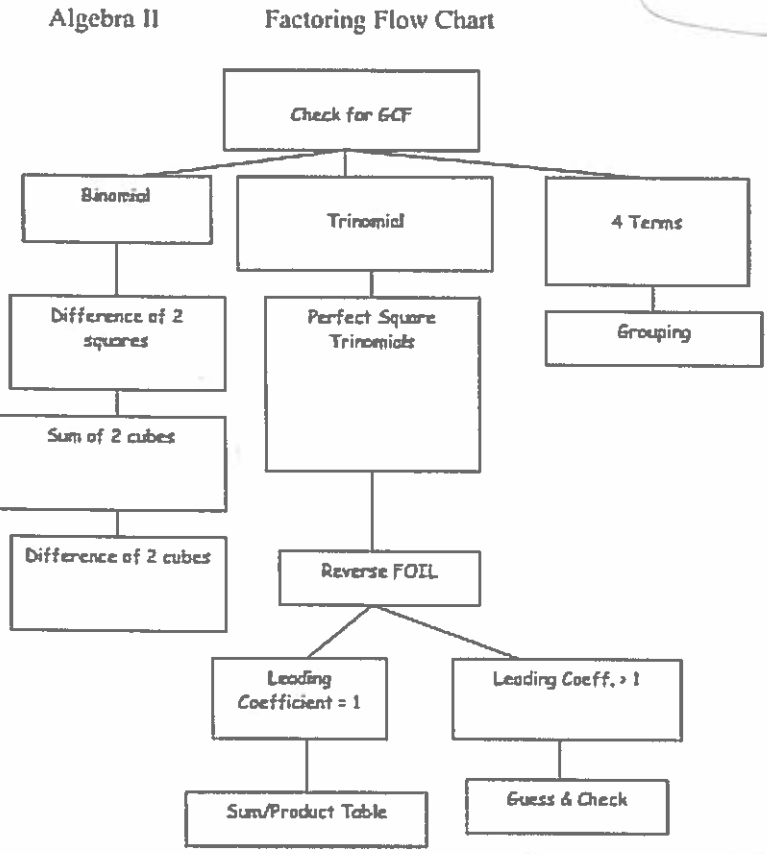 Algebra II Factoring Flow Chart
Check for GCF
Binomial
Trinomial
4 Terms
Difference of 2
squares
Perfect Square
Trinomials
Grouping
Sum of 2 cubes
Difference of 2 cubes
Reverse FOIL
Leading
Coefficient = 1
Leading Coeff. > 1
Sum/Product Table
Guess & Check